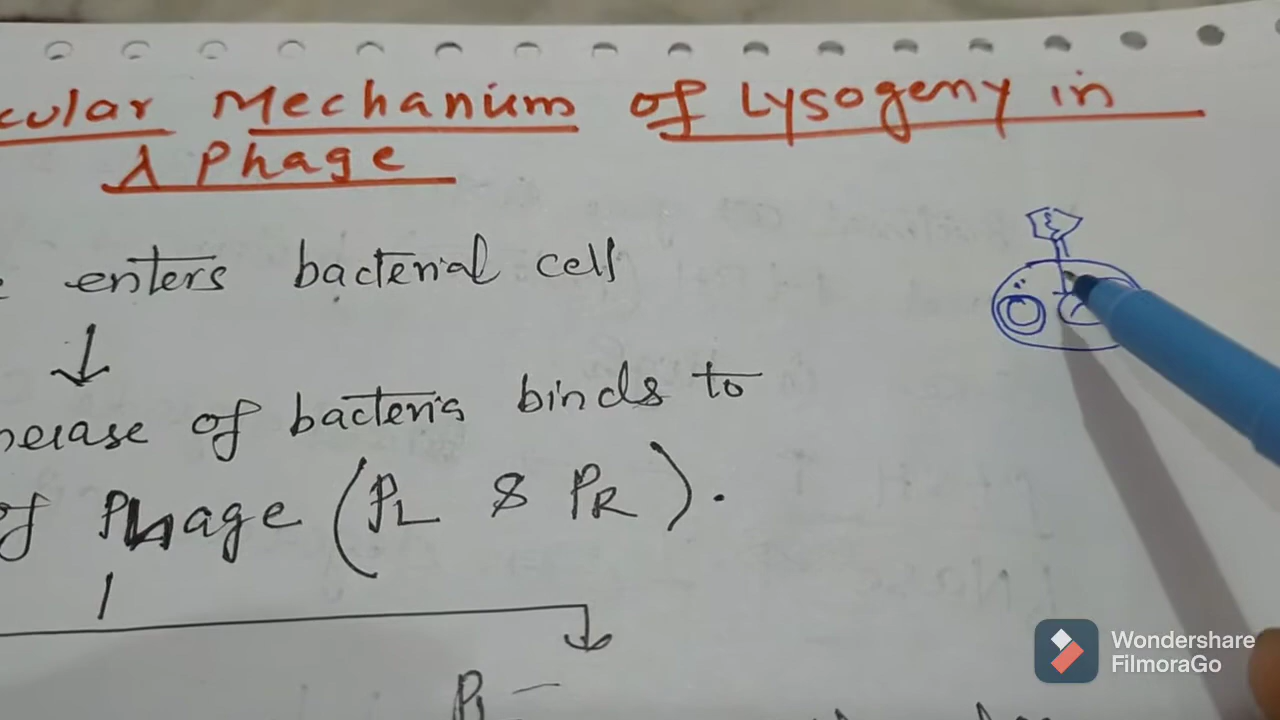 cular Mechanism of Lysogeny in
λ Phage
enters bacterial cell
merase of bacteria binds to
of Phage (PL & PR).
Wondershare
FilmoraGo